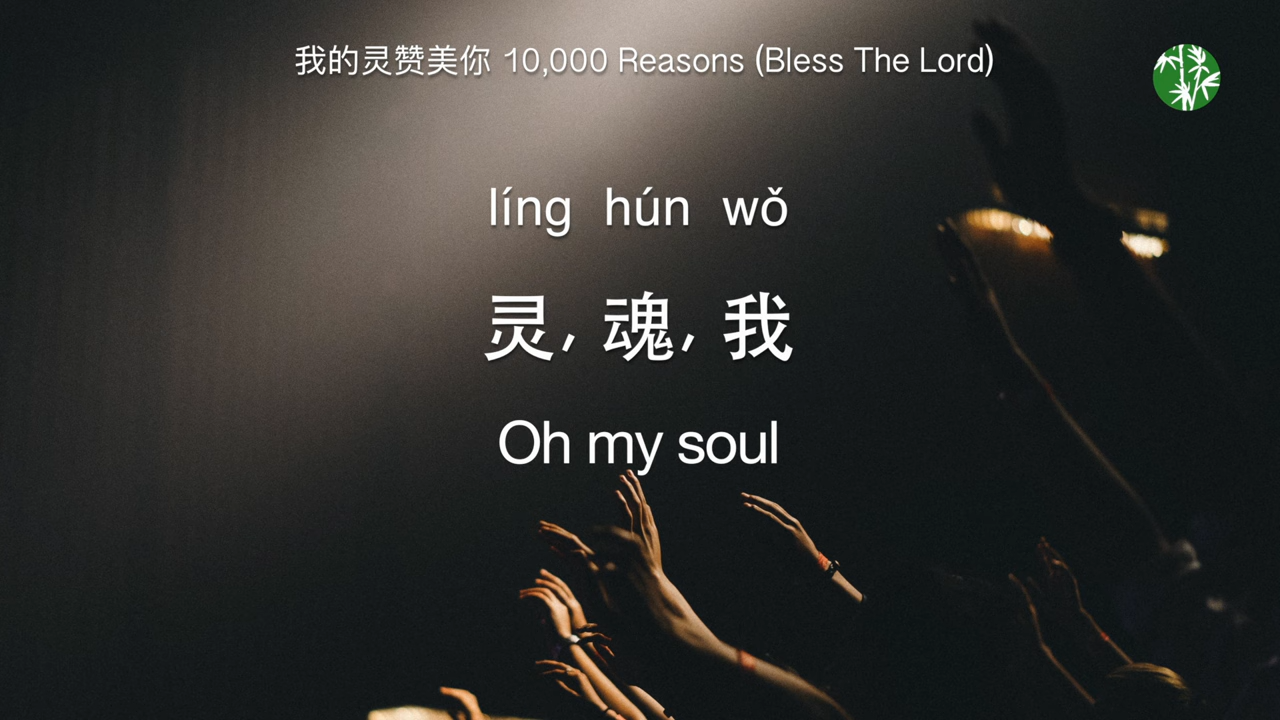 我的灵赞美你 10,000 Reasons (Bless The Lord)
líng hún wǒ
灵, 魂, 我
Oh my soul